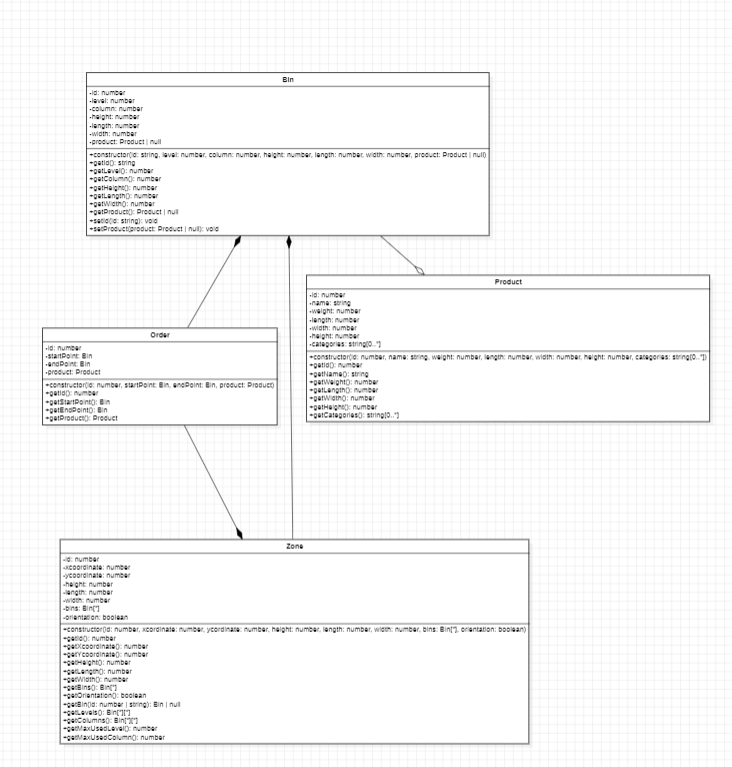 Bin
-id: number
-level: number
-column: number
-height: number
-length: number
-width: number
-product: Product | null
+constructor(id: string, level: number, column: number, height: number, length: number, width: number, product: Product | null)
+getId(): string
+getLevel(): number
+getColumn(): number
+getHeight(): number
+getLength(): number
+getWidth(): number
+getProduct(): Product | null
+setId(id: string): void
+setProduct(product: Product | null): void
Product
-id: number
-name: string
-weight: number
-length: number
-width: number
-height: number
-categories: string[0..*]
+constructor(id: number, name: string, weight: number, length: number, width: number, height: number, categories: string[0..*])
+getId(): number
+getName(): string
+getWeight(): number
+getLength(): number
+getWidth(): number
+getHeight(): number
+getCategories(): string[0..*]
Order
-id: number
-startPoint: Bin
-endPoint: Bin
-product: Product
+constructor(id: number, startPoint: Bin, endPoint: Bin, product: Product)
+getId(): number
+getStartPoint(): Bin
+getEndPoint(): Bin
+getProduct(): Product
Zone
-id: number
-xcoordinate: number
-ycoordinate: number
-height: number
-length: number
-width: number
-bins: Bin[*]
-orientation: boolean
+constructor(id: number, xcordinate: number, ycordinate: number, height: number, length: number, width: number, bins: Bin[*], orientation: boolean)
+getId(): number
+getXcoordinate(): number
+getYcoordinate(): number
+getHeight(): number
+getLength(): number
+getWidth(): number
+getBins(): Bin[*]
+getOrientation(): boolean
+getBin(id: number | string): Bin | null
+getLevels(): Bin[*][*]
+getColumns(): Bin[*][*]
+getMaxUsedLevel(): number
+getMaxUsedColumn(): number